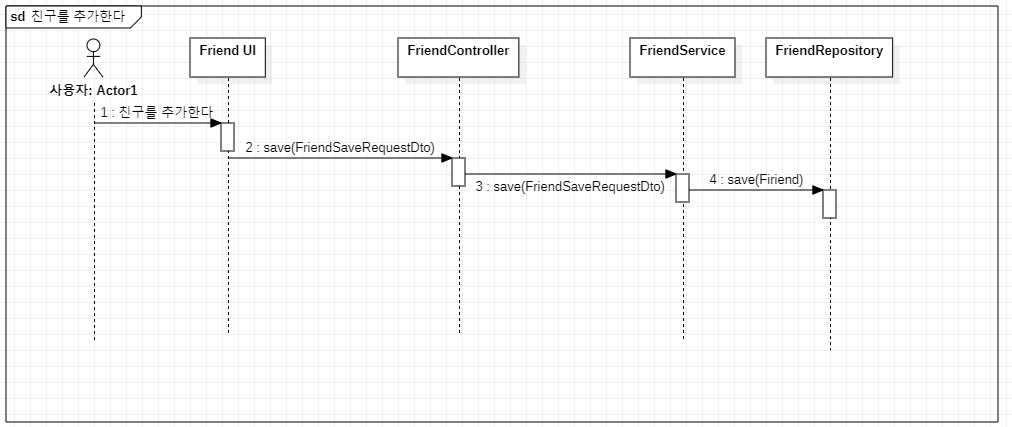 sd 친구를 추가한다
Friend UI
FriendController
FriendService
FriendRepository
사용자: Actor1
1 : 친구를 추가한다
2 : save(FriendSaveRequestDto)
3 : save(FriendSaveRequestDto)
4 : save(Firiend)